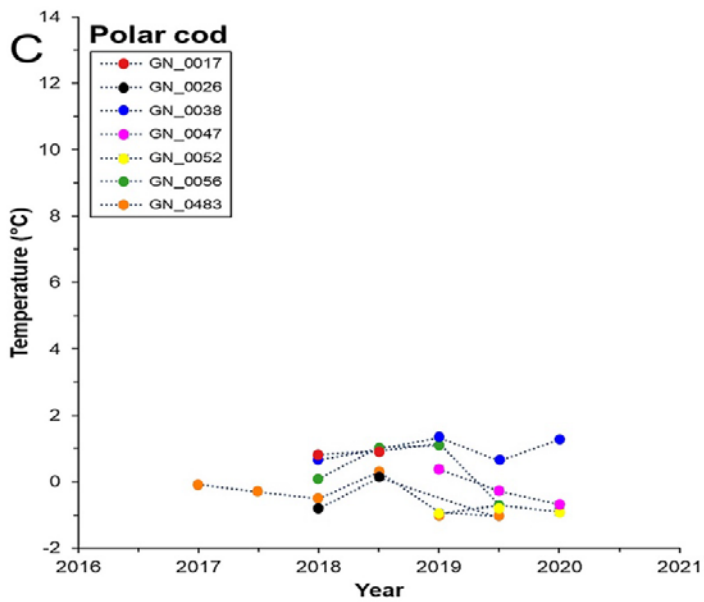 C
Polar cod
GN_0017
GN_0026
GN_0038
GN_0047
GN_0052
GN_0056
GN_0483
14
12
10
8
6
4
2
0
-2
Temperature (°C)
2016 2017 2018 2019 2020 2021
Year